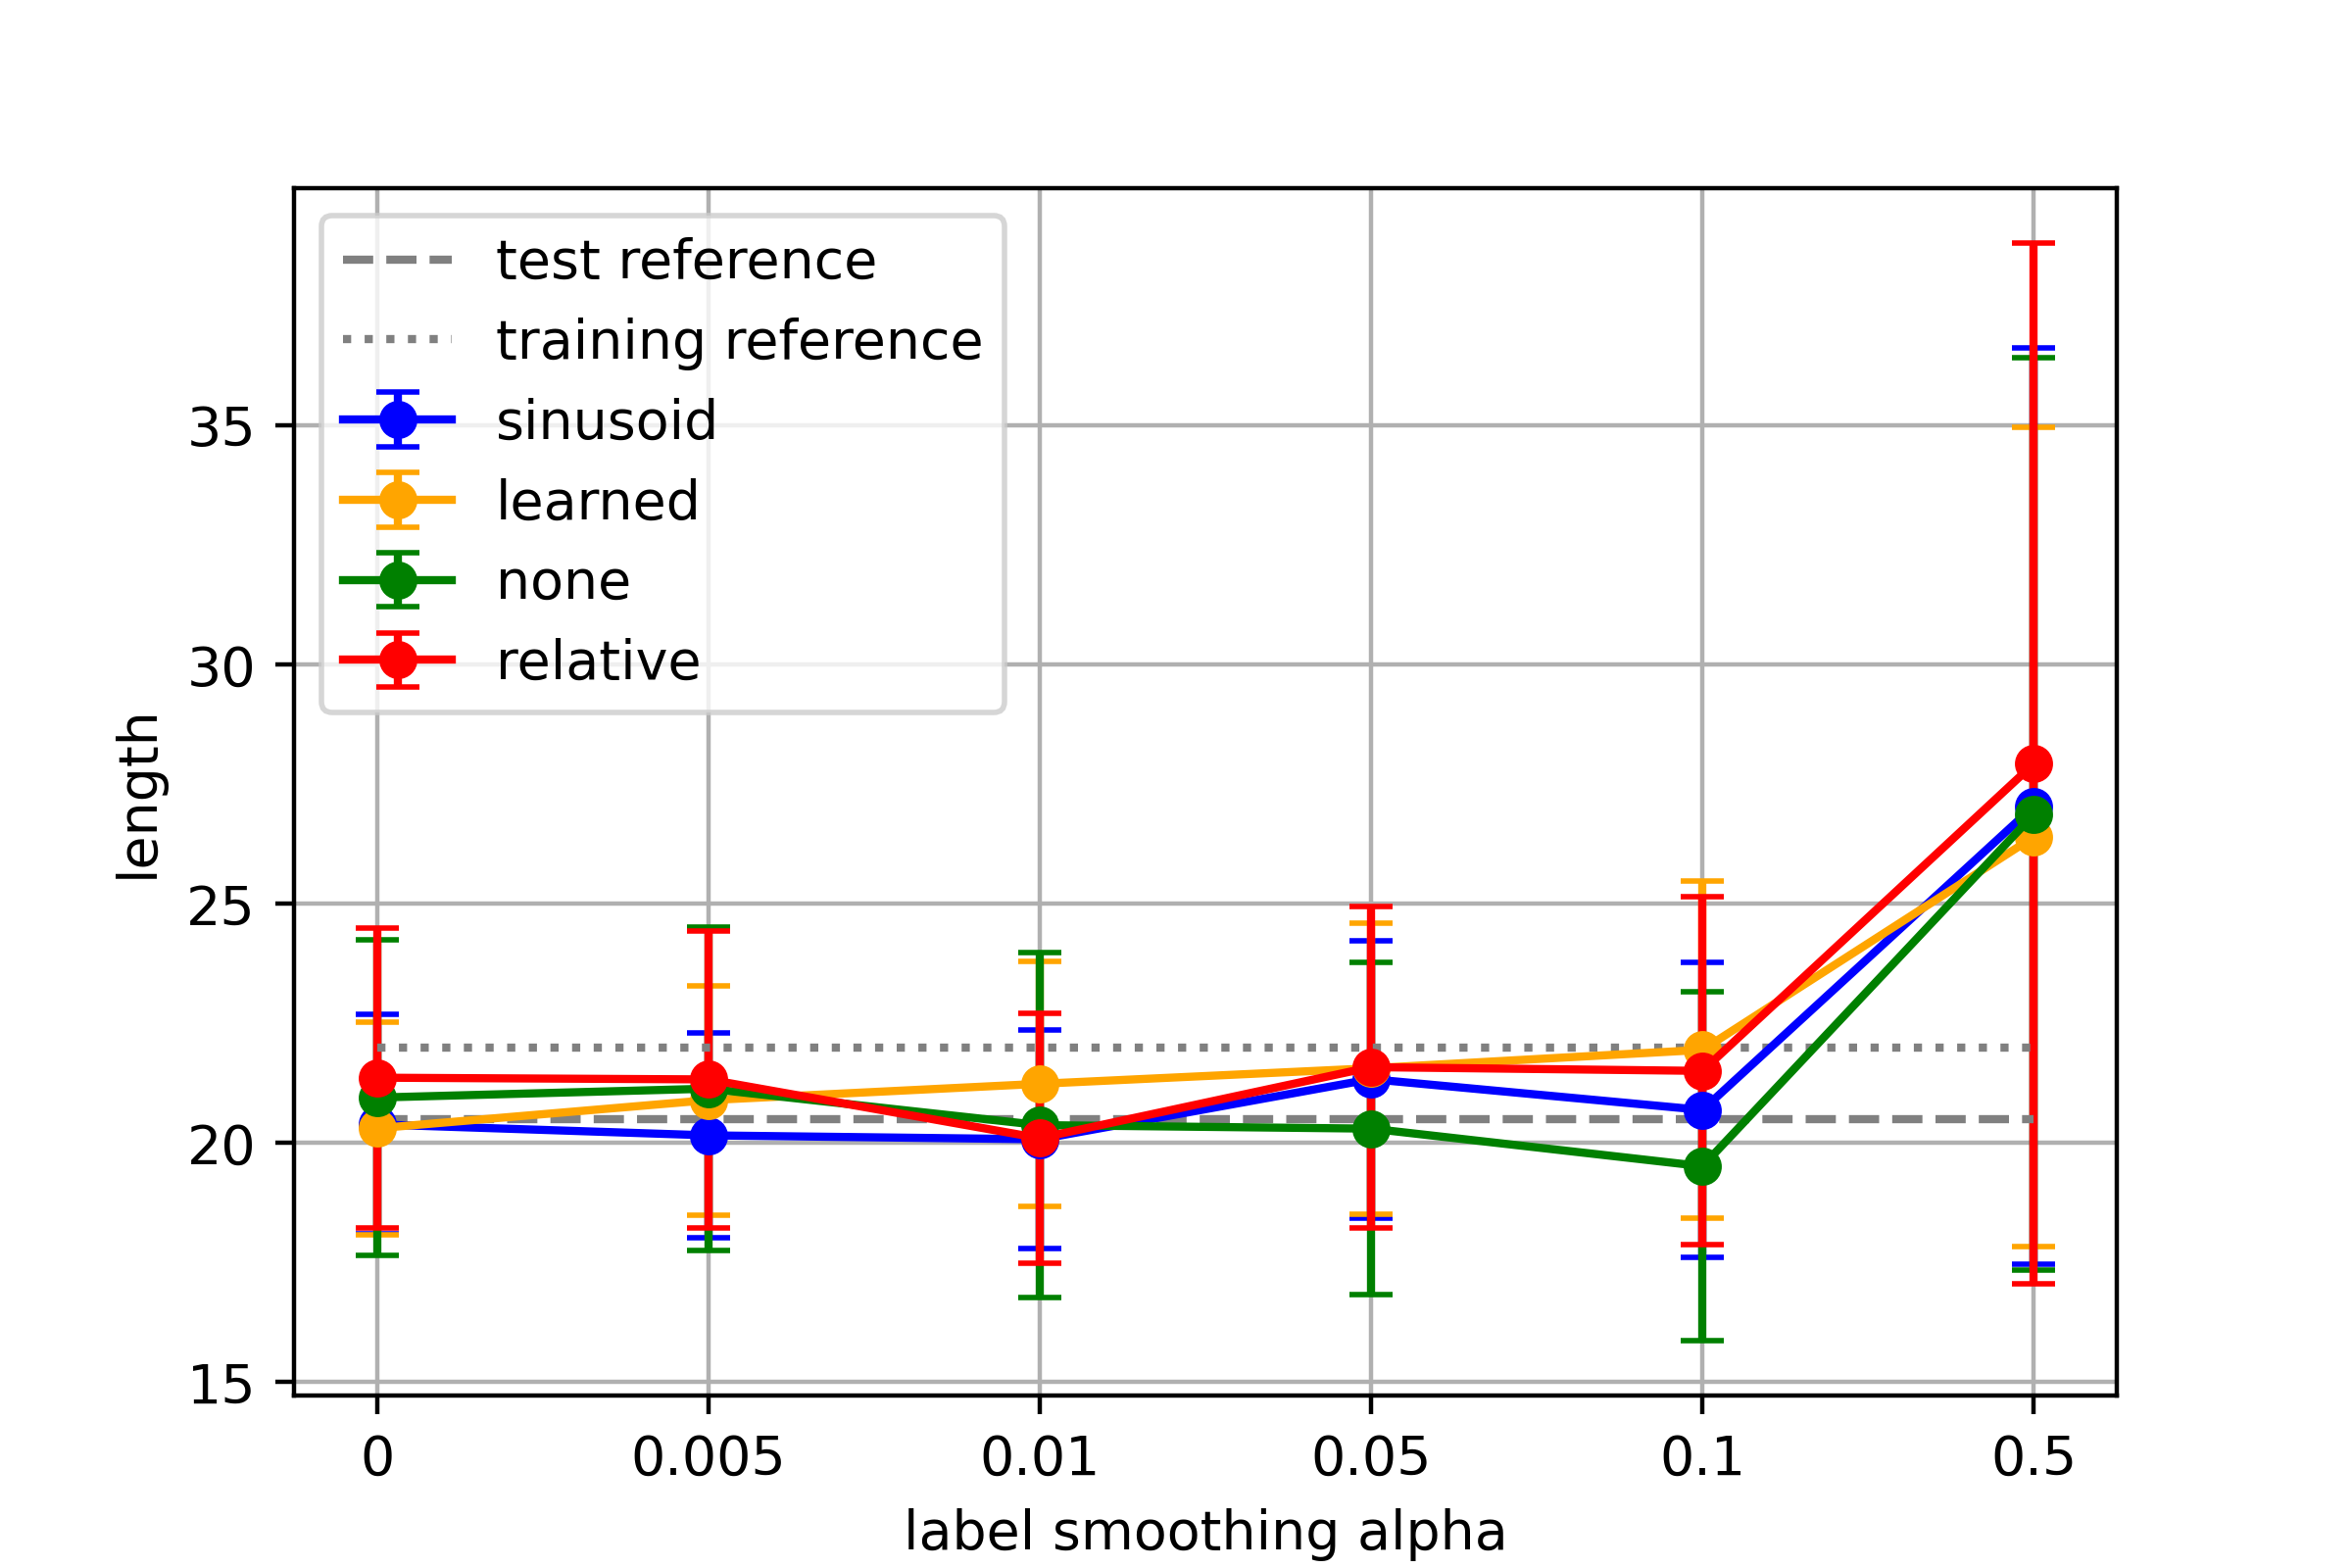 test reference
training reference
sinusoid
learned
none
relative
35
30
25
20
15
length
0 0.005 0.01 0.05 0.1 0.5
label smoothing alpha